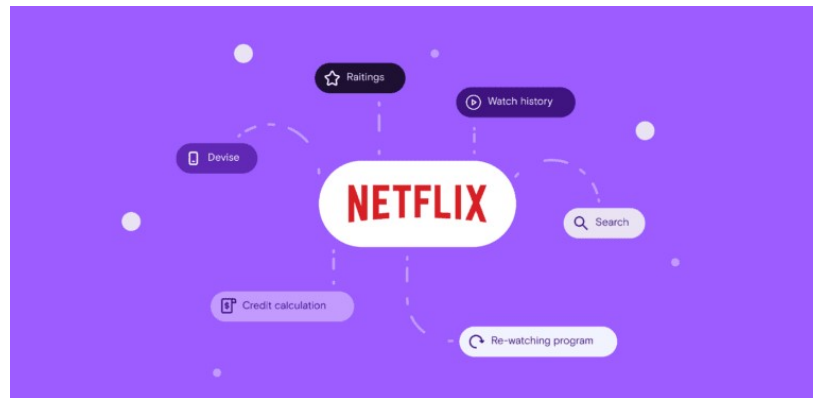 Raitings
Watch history
Devise
NETFLIX
Search
Credit calculation
Re-watching program